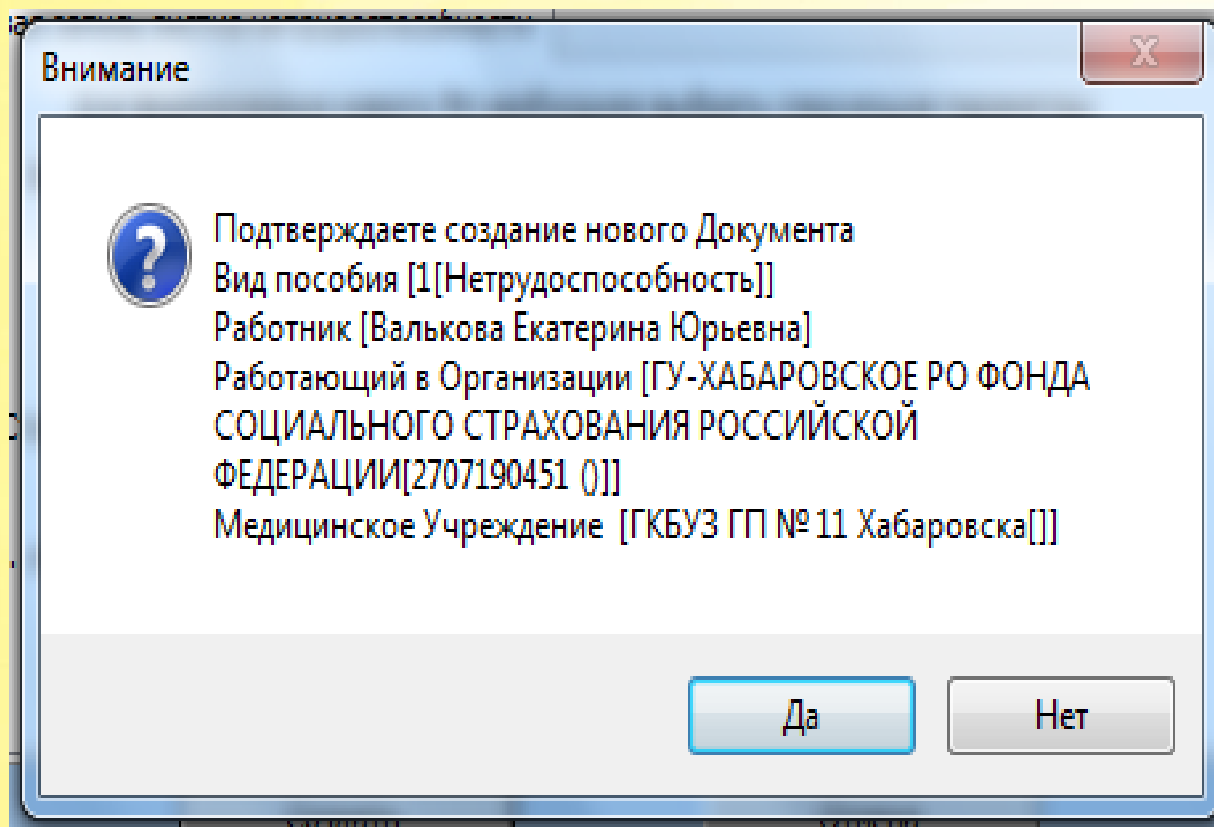 Внимание
X
Подтверждаете создание нового Документа
Вид пособия [1[Нетрудоспособность]]
Работник [Валькова Екатерина Юрьевна]
Работающий в Организации [ГУ-ХАБАРОВСКОЕ РО ФОНДА
СОЦИАЛЬНОГО СТРАХОВАНИЯ РОССИЙСКОЙ
ФЕДЕРАЦИИ[2707190451 ()]]
Медицинское Учреждение  [ГКБУЗ ГП № 11 Хабаровска[]]
Да
Нет